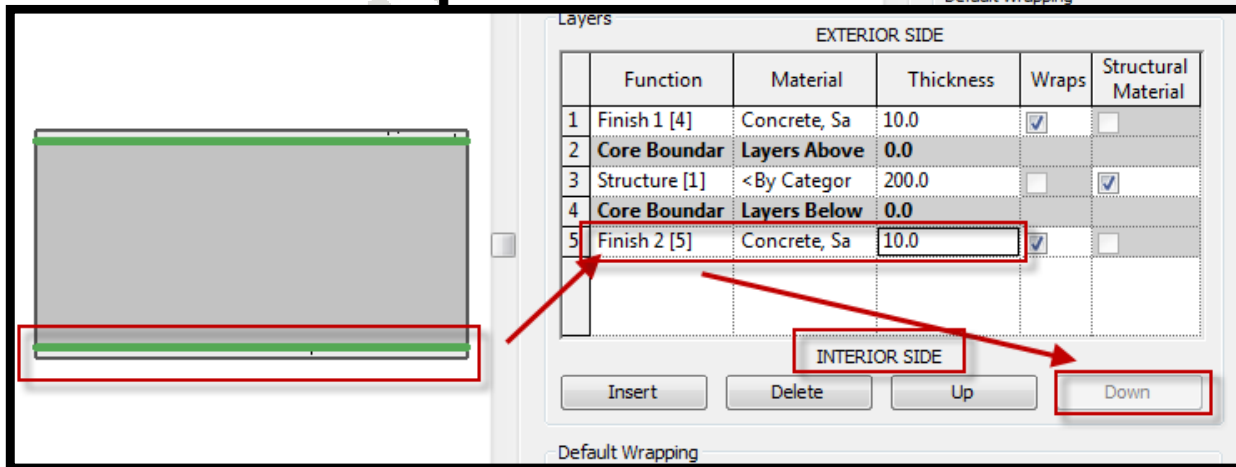 Default Wrapping
Layers
EXTERIOR SIDE
Function Material Thickness Wraps Structural Material
1 Finish 1 [4] Concrete, Sa 10.0
2 Core Boundar Layers Above 0.0
3 Structure [1] <By Categor 200.0
4 Core Boundar Layers Below 0.0
5 Finish 2 [5] Concrete, Sa 10.0
INTERIOR SIDE
Insert Delete Up Down
Default Wrapping